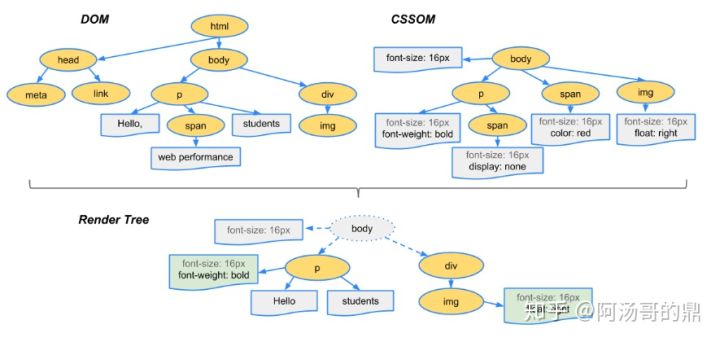 DOM
html
head
body
meta
link
p
div
Hello,
span
students
img
web performance
CSSOM
font-size: 16px
body
p
span
img
font-size: 16px
font-weight: bold
span
font-size: 16px
color: red
font-size: 16px
float: right
font-size: 16px
display: none
Render Tree
font-size: 16px
body
font-size: 16px
font-weight: bold
p
div
Hello
students
img
font-size: 16px
知乎 @阿汤哥的鼎